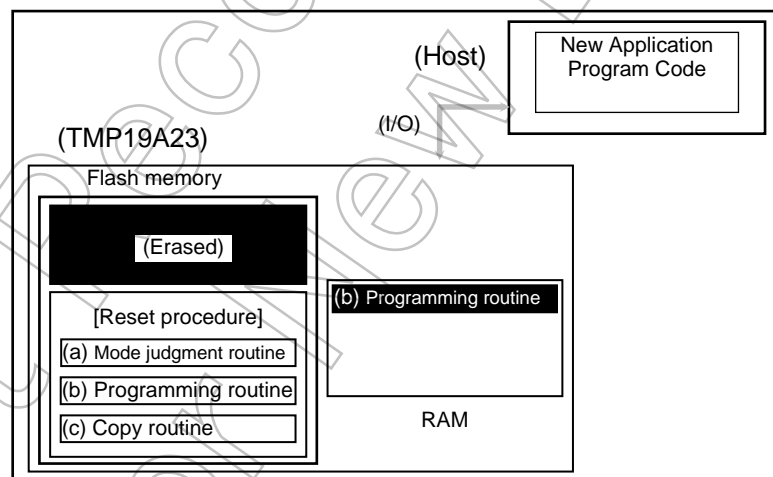 (Host)
New Application
Program Code
(I/O)
(TMP19A23)
Flash memory
(Erased)
[Reset procedure]
(a) Mode judgment routine
(b) Programming routine
(c) Copy routine
(b) Programming routine
RAM